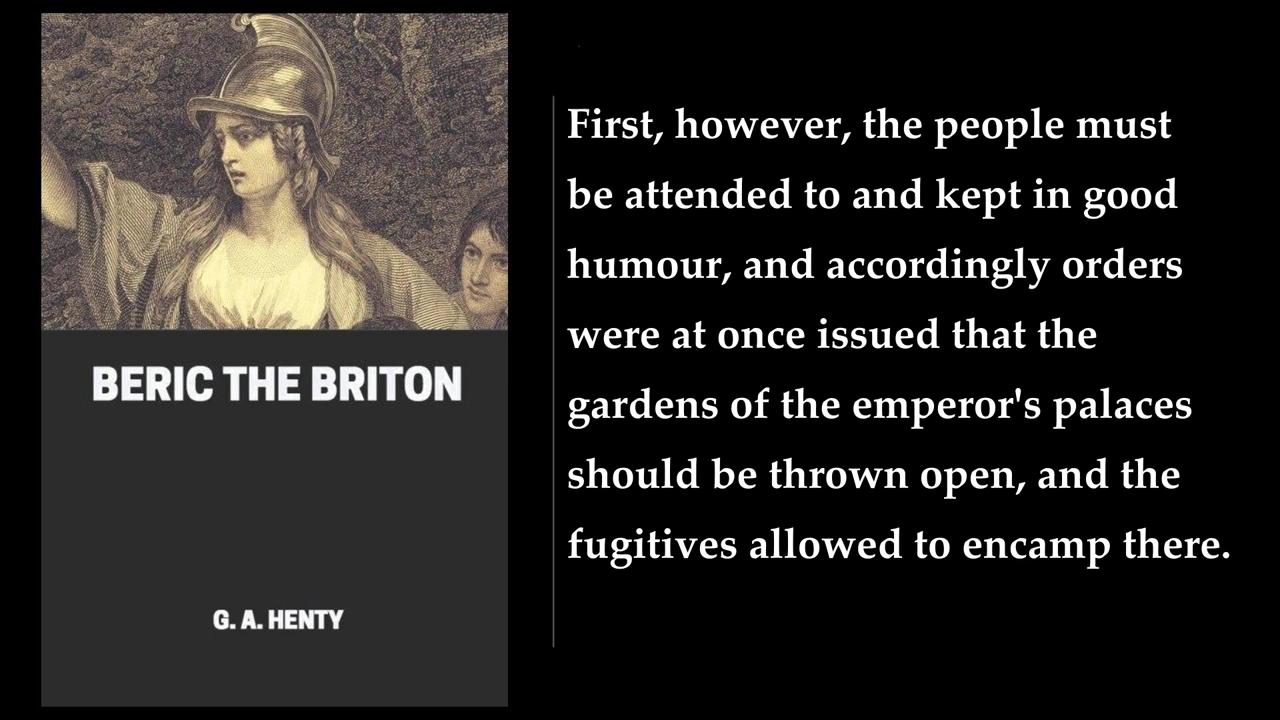 BERIC THE BRITON
G. A. HENTY
First, however, the people must
be attended to and kept in good
humour, and accordingly orders
were at once issued that the
gardens of the emperor's palaces
should be thrown open, and the
fugitives allowed to encamp there.